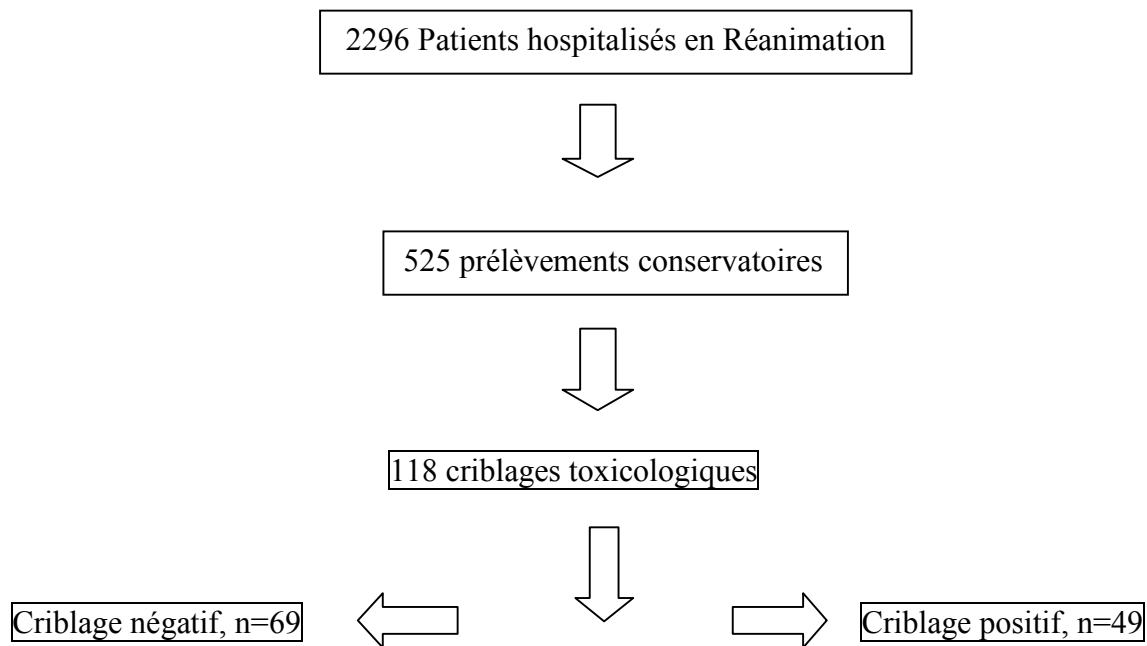 2296 Patients hospitalisés en Réanimation
525 prélèvements conservatoires
118 criblages toxicologiques
Criblage négatif, n=69
Criblage positif, n=49